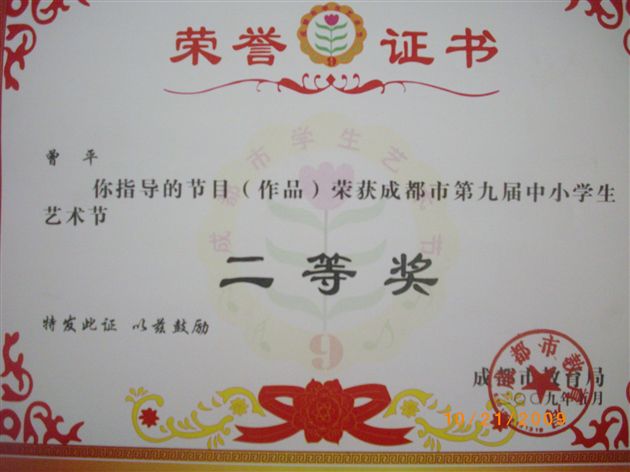 荣誉证书
9
曾 平
你指导的节目（作品）荣获成都市第九届中小学生
艺术节
二等奖
特发此证 以兹鼓励
9
成都市教育局
10/21/2009